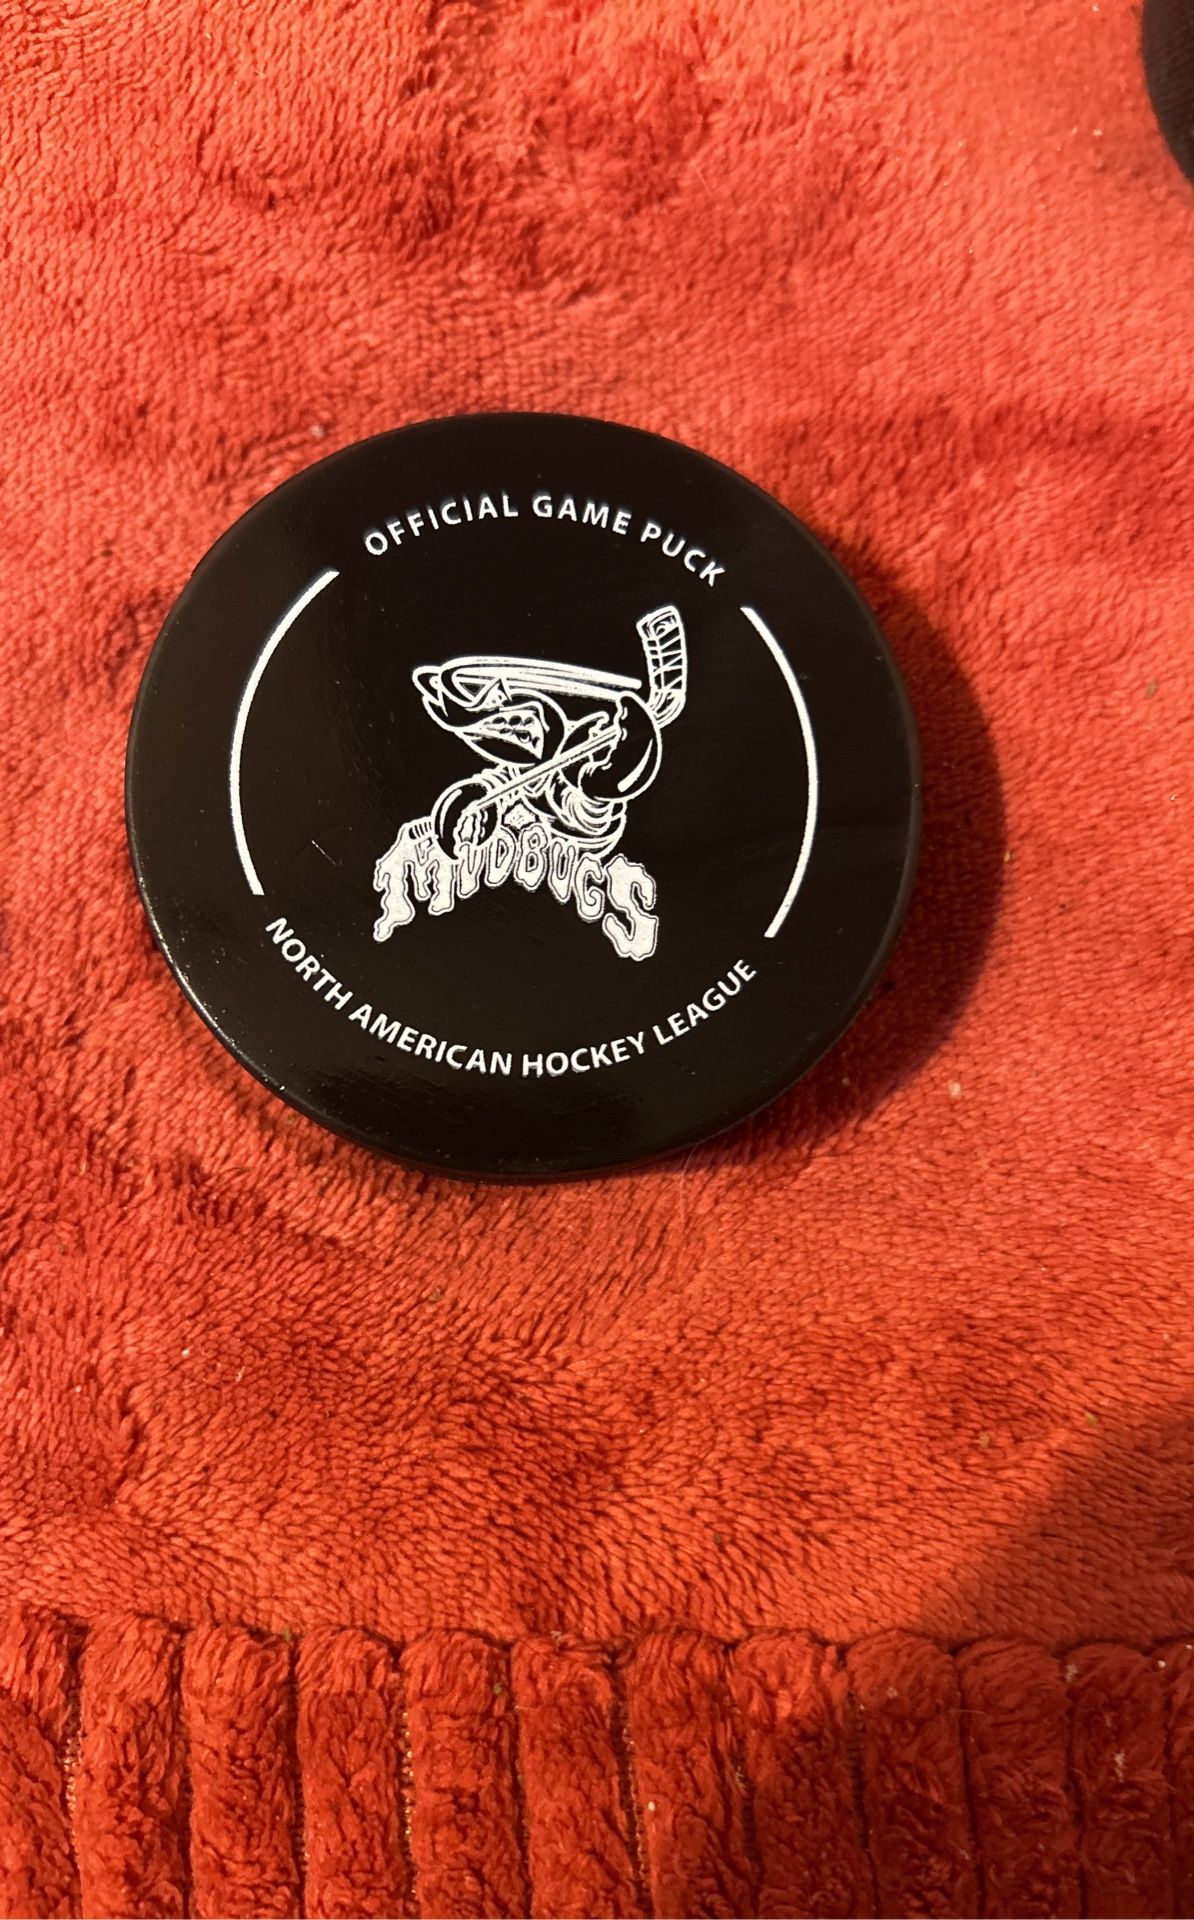 OFFICIAL GAME PUCK
MUDBUGS
NORTH AMERICAN HOCKEY LEAGUE